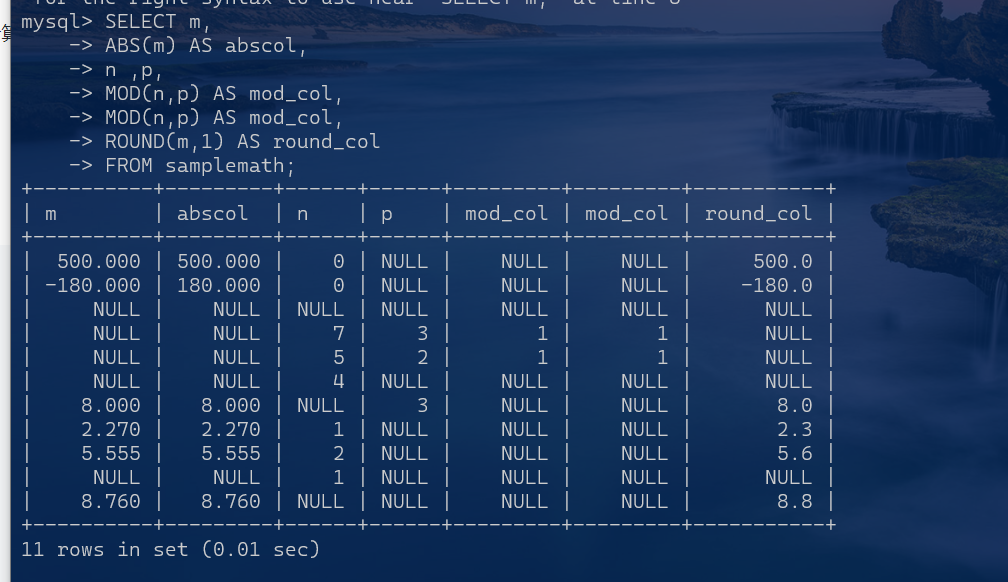 for the right syntax to use near 'SELECT m,' at line 8
mysql> SELECT m,
    -> ABS(m) AS abscol,
    -> n ,p,
    -> MOD(n,p) AS mod_col,
    -> MOD(n,p) AS mod_col,
    -> ROUND(m,1) AS round_col
    -> FROM samplemath;
+----------+---------+------+------+---------+---------+-----------+
| m        | abscol  | n    | p    | mod_col | mod_col | round_col |
+----------+---------+------+------+---------+---------+-----------+
|  500.000 | 500.000 |    0 | NULL |    NULL |    NULL |     500.0 |
| -180.000 | 180.000 |    0 | NULL |    NULL |    NULL |    -180.0 |
|     NULL |    NULL | NULL | NULL |    NULL |    NULL |      NULL |
|     NULL |    NULL |    7 |    3 |       1 |       1 |      NULL |
|     NULL |    NULL |    5 |    2 |       1 |       1 |      NULL |
|     NULL |    NULL |    4 | NULL |    NULL |    NULL |      NULL |
|    8.000 |   8.000 | NULL |    3 |    NULL |    NULL |       8.0 |
|    2.270 |   2.270 |    1 | NULL |    NULL |    NULL |       2.3 |
|    5.555 |   5.555 |    2 | NULL |    NULL |    NULL |       5.6 |
|     NULL |    NULL |    1 | NULL |    NULL |    NULL |      NULL |
|    8.760 |   8.760 | NULL | NULL |    NULL |    NULL |       8.8 |
+----------+---------+------+------+---------+---------+-----------+
11 rows in set (0.01 sec)